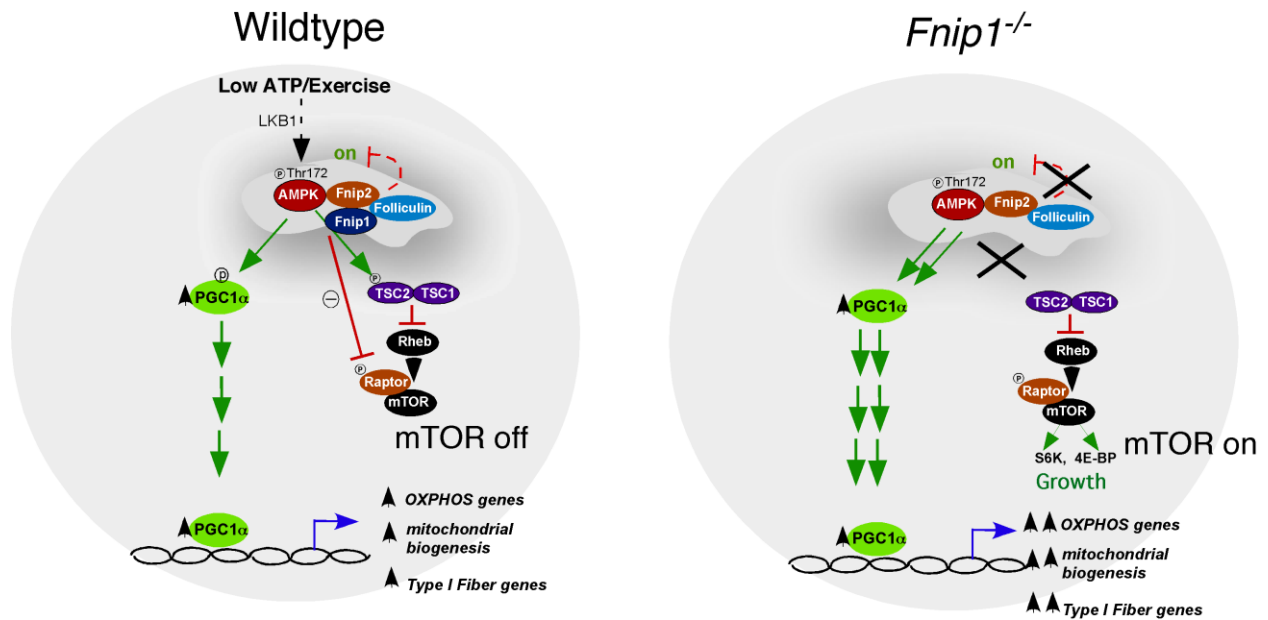 Wildtype
Low ATP/Exercise
LKB1
on
P Thr172
AMPK
Fnip2
Folliculin
Fnip1
P
PGC1α
P
TSC2
TSC1
Rheb
P
Raptor
mTOR
mTOR off
PGC1α
OXPHOS genes
mitochondrial
biogenesis
Type I Fiber genes
Fnip1-/-
on
P Thr172
AMPK
Fnip2
Folliculin
PGC1α
TSC2
TSC1
Rheb
P
Raptor
mTOR
mTOR on
S6K, 4E-BP
Growth
PGC1α
OXPHOS genes
mitochondrial
biogenesis
Type I Fiber genes